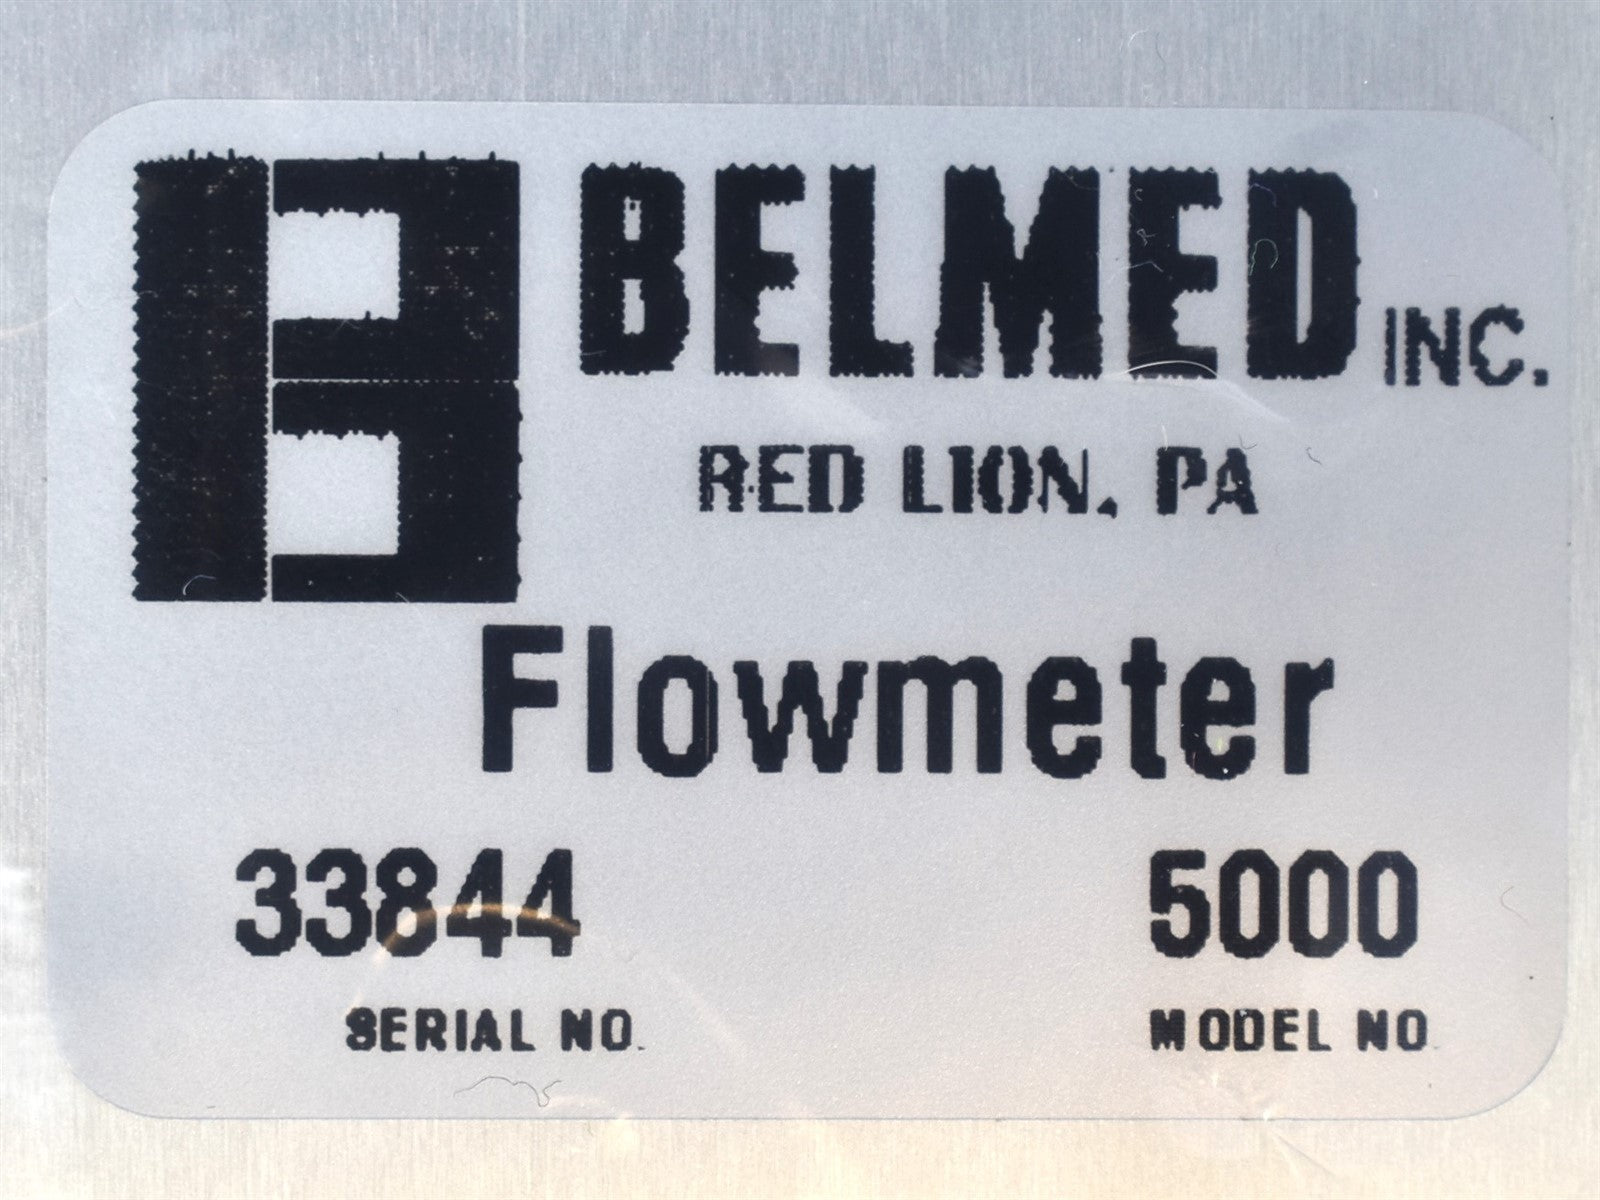 BELMED INC.
RED LION, PA
Flowmeter
33844 5000
SERIAL NO. MODEL NO.